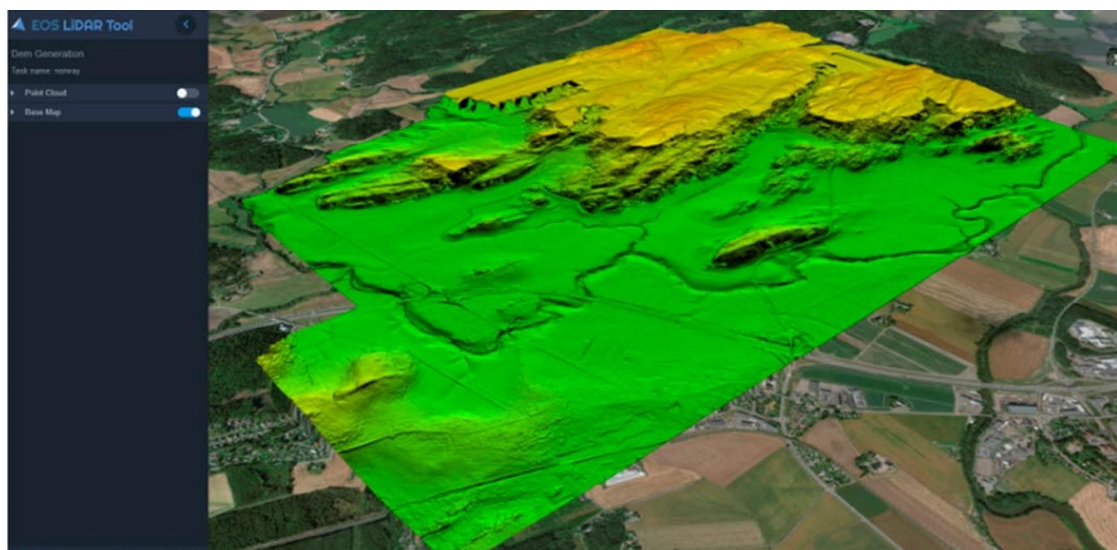 EOS LiDAR Tool
Dem Generation
Task name: norway
Point Cloud
Base Map